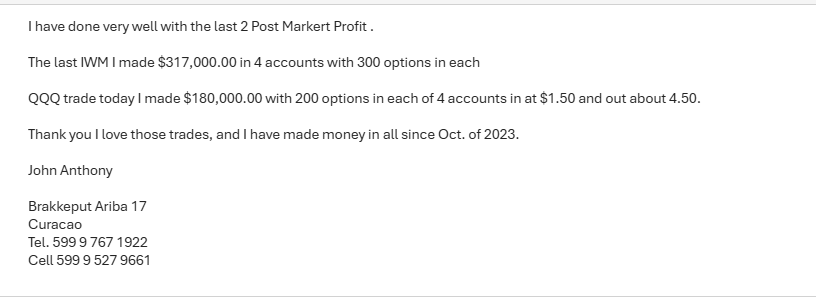 I have done very well with the last 2 Post Markert Profit .
The last IWM I made $317,000.00 in 4 accounts with 300 options in each
QQQ trade today I made $180,000.00 with 200 options in each of 4 accounts in at $1.50 and out about 4.50.
Thank you I love those trades, and I have made money in all since Oct. of 2023.
John Anthony
Brakkeput Ariba 17
Curacao
Tel. 599 9 767 1922
Cell 599 9 527 9661